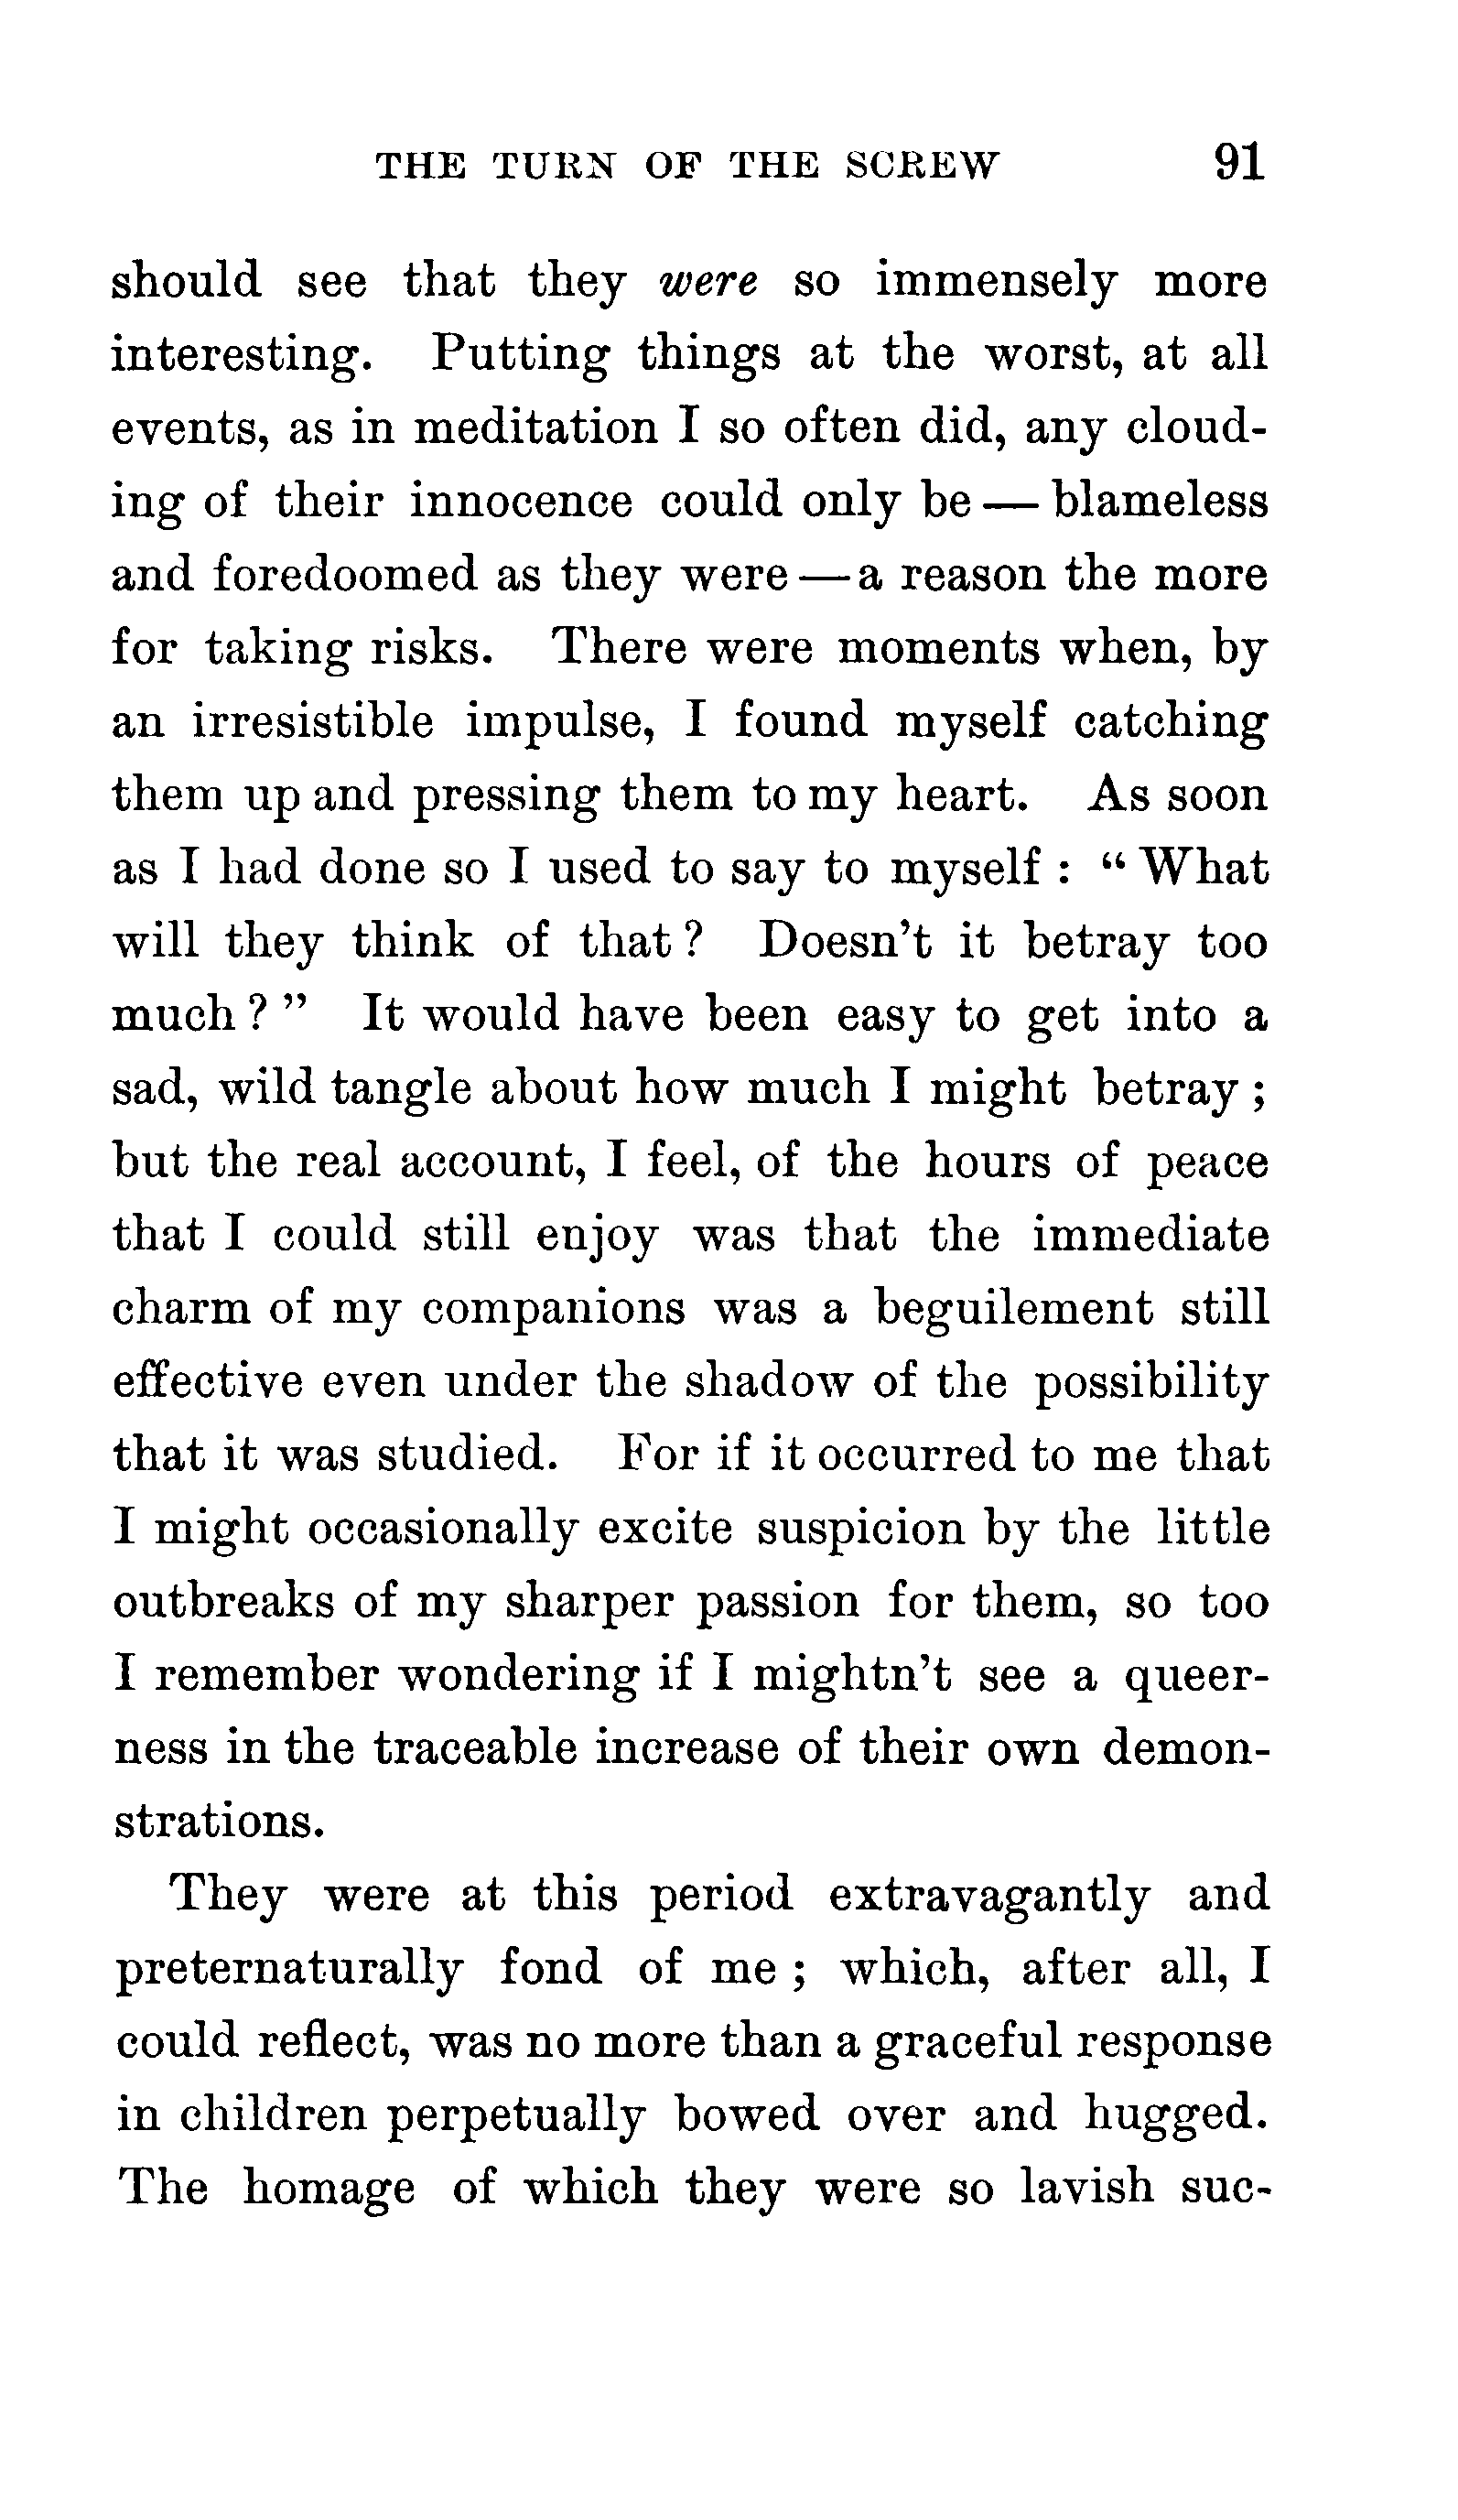 THE TURN OF THE SCREW 91
should see that they were so immensely more
interesting. Putting things at the worst, at all
events, as in meditation I so often did, any cloud-
ing of their innocence could only be — blameless
and foredoomed as they were — a reason the more
for taking risks. There were moments when, by
an irresistible impulse, I found myself catching
them up and pressing them to my heart. As soon
as I had done so I used to say to myself : “ What
will they think of that ? Doesn’t it betray too
much ? ” It would have been easy to get into a
sad, wild tangle about how much I might betray ;
but the real account, I feel, of the hours of peace
that I could still enjoy was that the immediate
charm of my companions was a beguilement still
effective even under the shadow of the possibility
that it was studied. For if it occurred to me that
I might occasionally excite suspicion by the little
outbreaks of my sharper passion for them, so too
I remember wondering if I mightn’t see a queer-
ness in the traceable increase of their own demon-
strations.
They were at this period extravagantly and
preternaturally fond of me ; which, after all, I
could reflect, was no more than a graceful response
in children perpetually bowed over and hugged.
The homage of which they were so lavish suc-